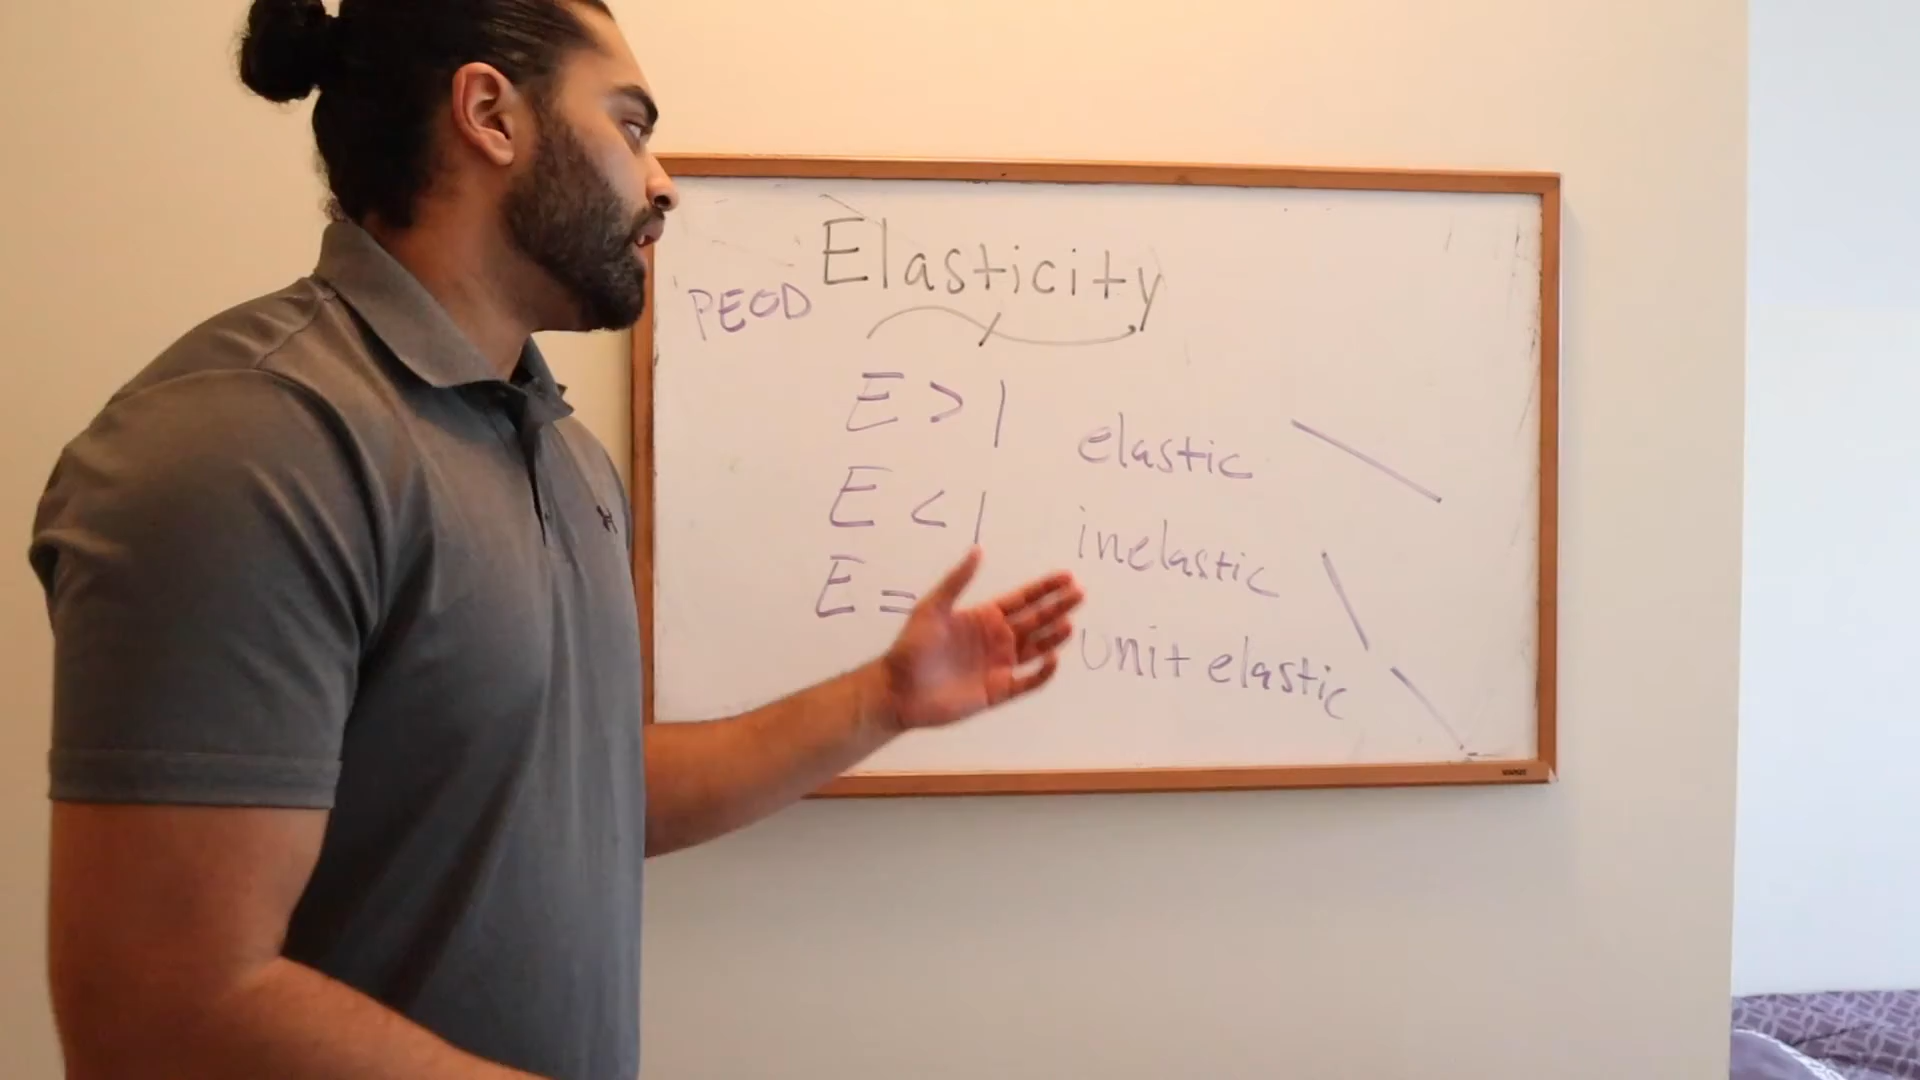 Elasticity
PEOD
E > 1
elastic
E < 1
inelastic
E =
unit elastic